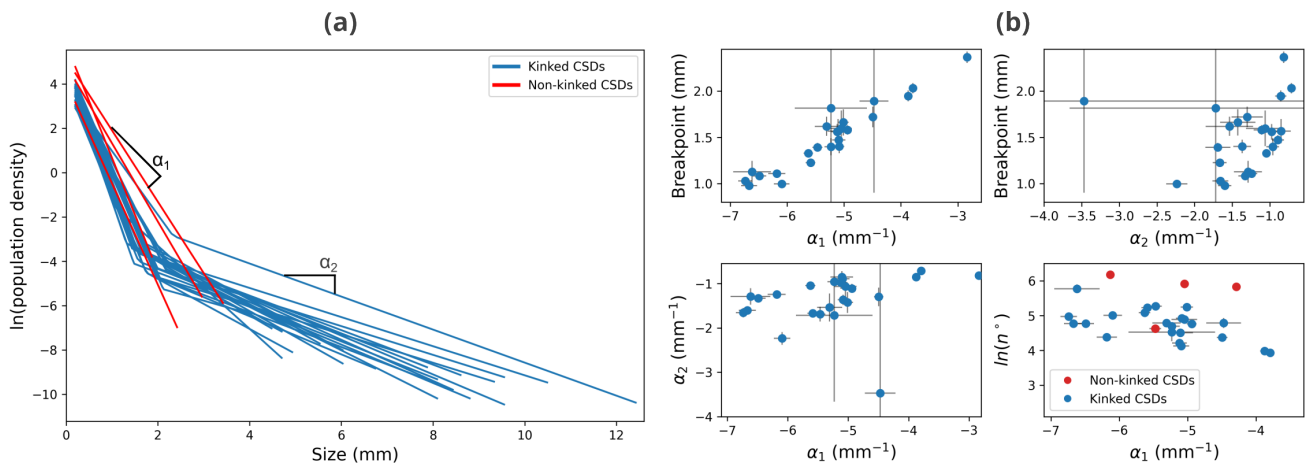 (a)
(b)
ln(population density)
4
2
0
−2
−4
−6
−8
−10
0
2
4
6
8
10
12
Size (mm)
Kinked CSDs
Non-kinked CSDs
α₁
α₂
Breakpoint (mm)
2.0
1.5
1.0
−7
−6
−5
−4
−3
α₁ (mm⁻¹)
Breakpoint (mm)
2.0
1.5
1.0
−4.0
−3.5
−3.0
−2.5
−2.0
−1.5
−1.0
α₂ (mm⁻¹)
α₂ (mm⁻¹)
−1
−2
−3
−4
−7
−6
−5
−4
−3
α₁ (mm⁻¹)
ln(n°)
6
5
4
3
Non-kinked CSDs
Kinked CSDs
−7
−6
−5
−4
α₁ (mm⁻¹)